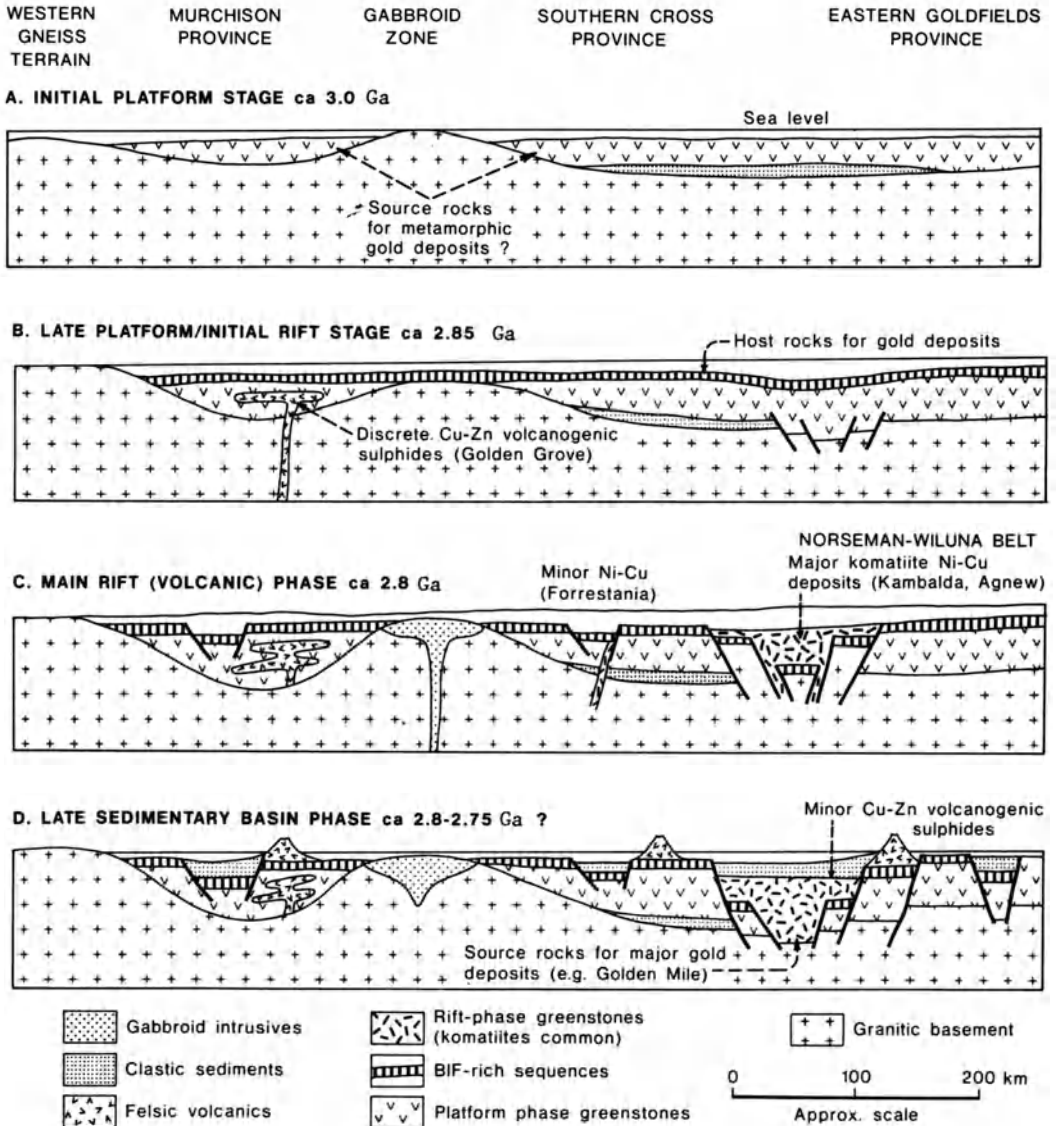 WESTERN GNEISS TERRAIN
MURCHISON PROVINCE
GABBROID ZONE
SOUTHERN CROSS PROVINCE
EASTERN GOLDFIELDS PROVINCE
A. INITIAL PLATFORM STAGE ca 3.0 Ga
Sea level
Source rocks
for metamorphic
gold deposits ?
B. LATE PLATFORM/INITIAL RIFT STAGE ca 2.85 Ga
Host rocks for gold deposits
Discrete Cu-Zn volcanogenic
sulphides (Golden Grove)
C. MAIN RIFT (VOLCANIC) PHASE ca 2.8 Ga
Minor Ni-Cu
(Forrestania)
NORSEMAN-WILUNA BELT
Major komatiite Ni-Cu
deposits (Kambalda, Agnew)
D. LATE SEDIMENTARY BASIN PHASE ca 2.8-2.75 Ga ?
Minor Cu-Zn volcanogenic
sulphides
Source rocks for major gold
deposits (e.g. Golden Mile)
Gabbroid intrusives
Clastic sediments
Felsic volcanics
Rift-phase greenstones
(komatiites common)
BIF-rich sequences
Platform phase greenstones
Granitic basement
0 100 200 km
Approx. scale